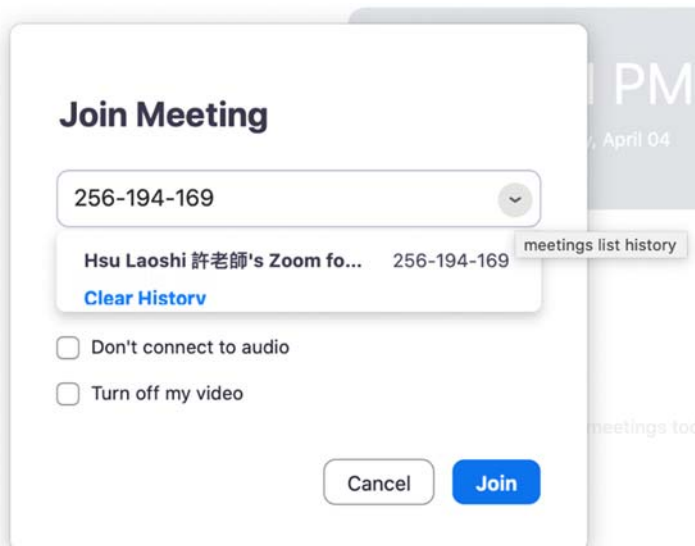 PM
April 04
Join Meeting
256-194-169
meetings list history
Hsu Laoshi 許老師's Zoom fo... 256-194-169
Clear History
Don't connect to audio
Turn off my video
meetings
Cancel
Join